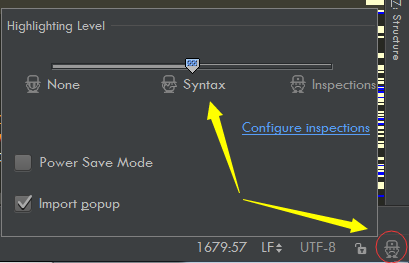 Highlighting Level
None
Syntax
Inspections
Configure inspections
Power Save Mode
Import popup
1679:57 LF UTF-8
Z: Structure